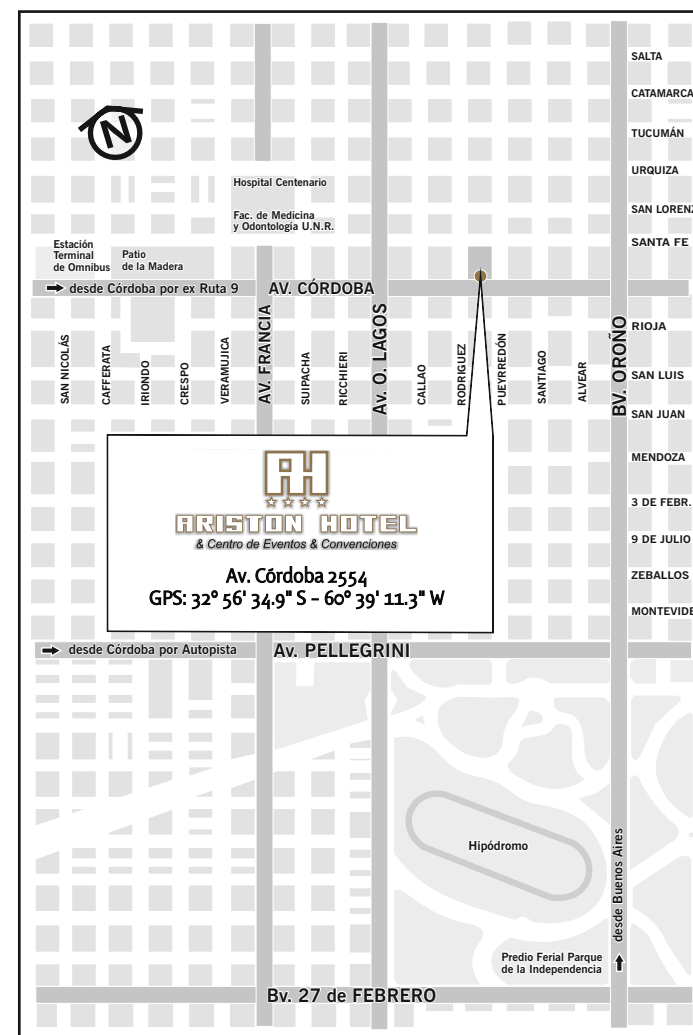 SALTA
CATAMARCA
N
TUCUMÁN
URQUIZA
Hospital Centenario
SAN LORENZ
Fac. de Medicina
y Odontología U.N.R.
SANTA FE
Estación
Terminal
de Omnibus
Patio
de la Madera
desde Córdoba por ex Ruta 9
AV. CÓRDOBA
RIOJA
SAN NICOLÁS
CAFFERATA
IRIONDO
CRESPO
VERAMUJICA
AV. FRANCIA
SUIPACHA
RICCHIERI
Av. O. LAGOS
CALLAO
RODRIGUEZ
PUEYRREDÓN
SANTIAGO
ALVEAR
BV. OROÑO
SAN LUIS
SAN JUAN
MENDOZA
AH
ARISTON HOTEL
& Centro de Eventos & Convenciones
Av. Córdoba 2554
GPS: 32º 56' 34.9" S - 60º 39' 11.3" W
3 DE FEBR.
9 DE JULIO
ZEBALLOS
MONTEVIDE
desde Córdoba por Autopista
Av. PELLEGRINI
Hipódromo
desde Buenos Aires
Predio Ferial Parque
de la Independencia
Bv. 27 de FEBRERO